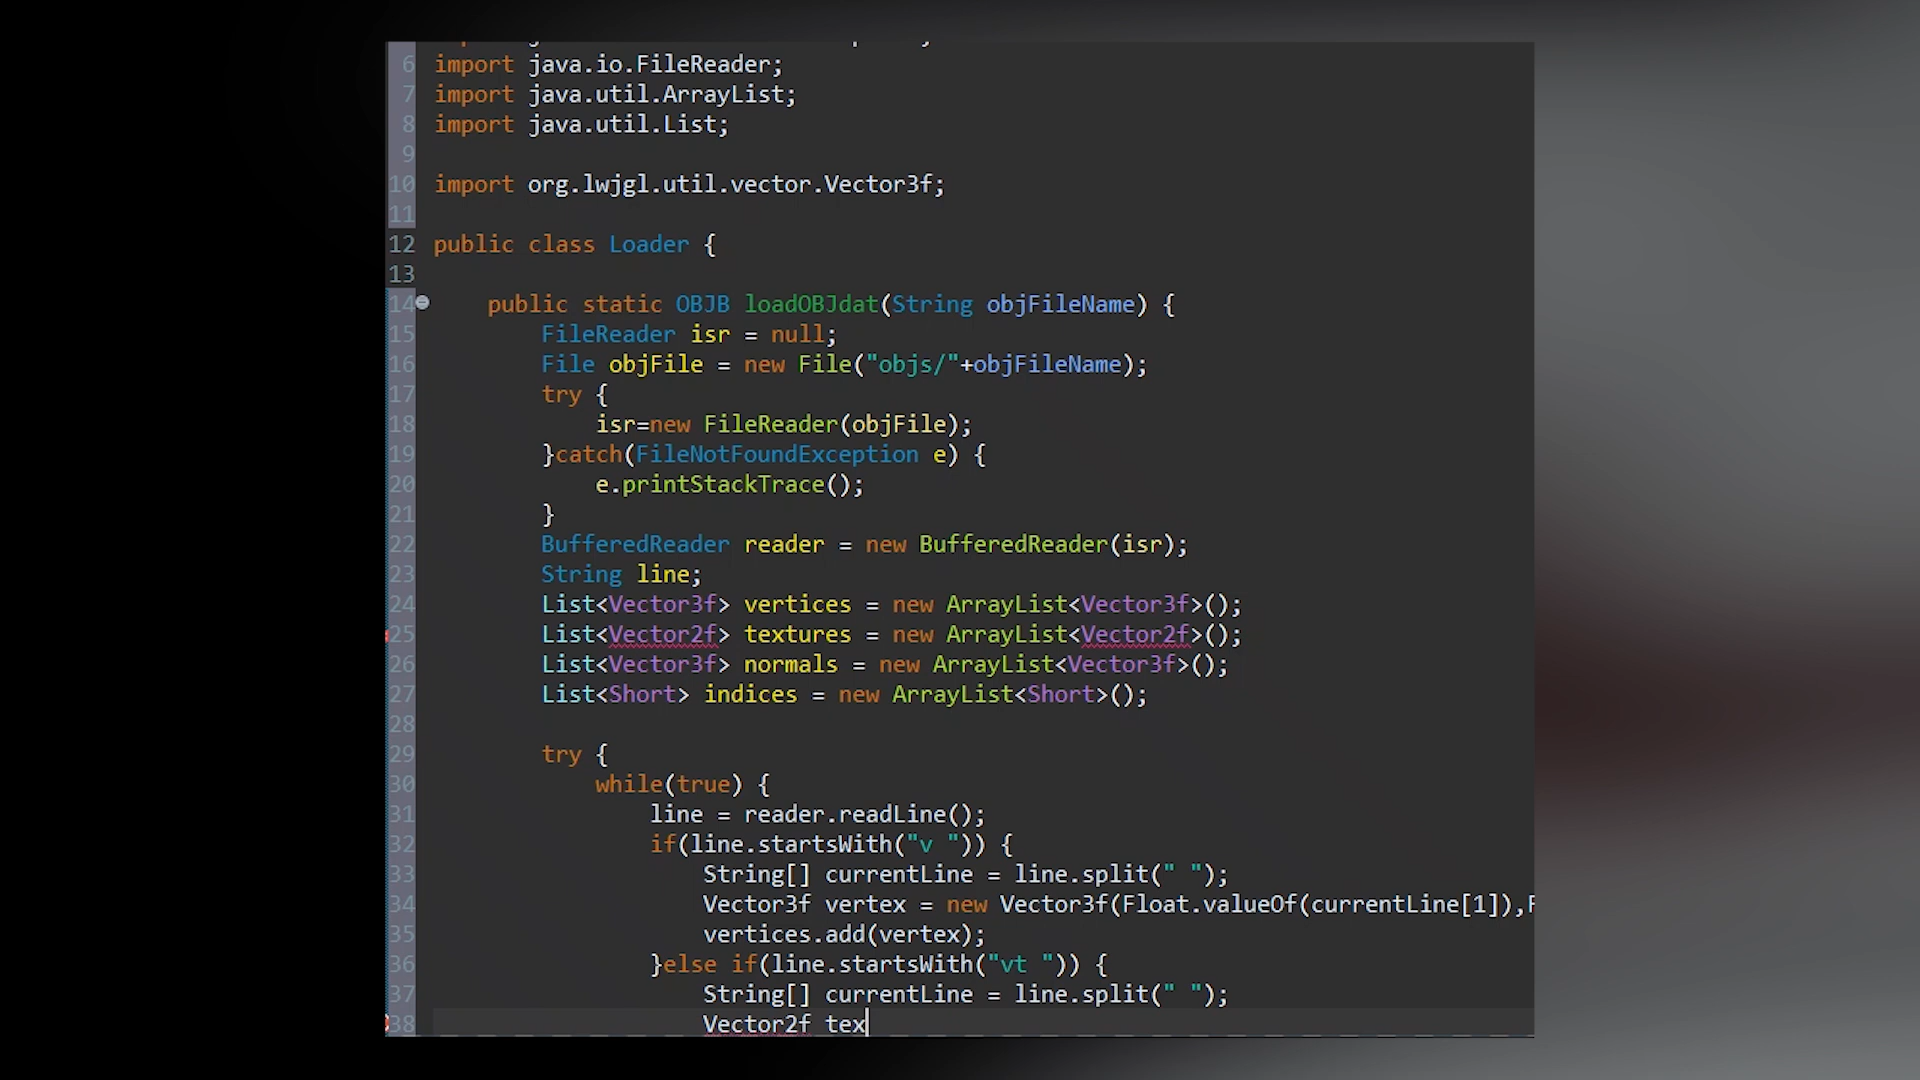 6 import java.io.FileReader;
7 import java.util.ArrayList;
8 import java.util.List;
9
10 import org.lwjgl.util.vector.Vector3f;
11
12 public class Loader {
13
14 public static OBJB loadOBJdat(String objFileName) {
15 FileReader isr = null;
16 File objFile = new File("objs/"+objFileName);
17 try {
18 isr=new FileReader(objFile);
19 }catch(FileNotFoundException e) {
20 e.printStackTrace();
21 }
22 BufferedReader reader = new BufferedReader(isr);
23 String line;
24 List<Vector3f> vertices = new ArrayList<Vector3f>();
25 List<Vector2f> textures = new ArrayList<Vector2f>();
26 List<Vector3f> normals = new ArrayList<Vector3f>();
27 List<Short> indices = new ArrayList<Short>();
28
29 try {
30 while(true) {
31 line = reader.readLine();
32 if(line.startsWith("v ")) {
33 String[] currentLine = line.split(" ");
34 Vector3f vertex = new Vector3f(Float.valueOf(currentLine[1]),F
35 vertices.add(vertex);
36 }else if(line.startsWith("vt ")) {
37 String[] currentLine = line.split(" ");
38 Vector2f tex